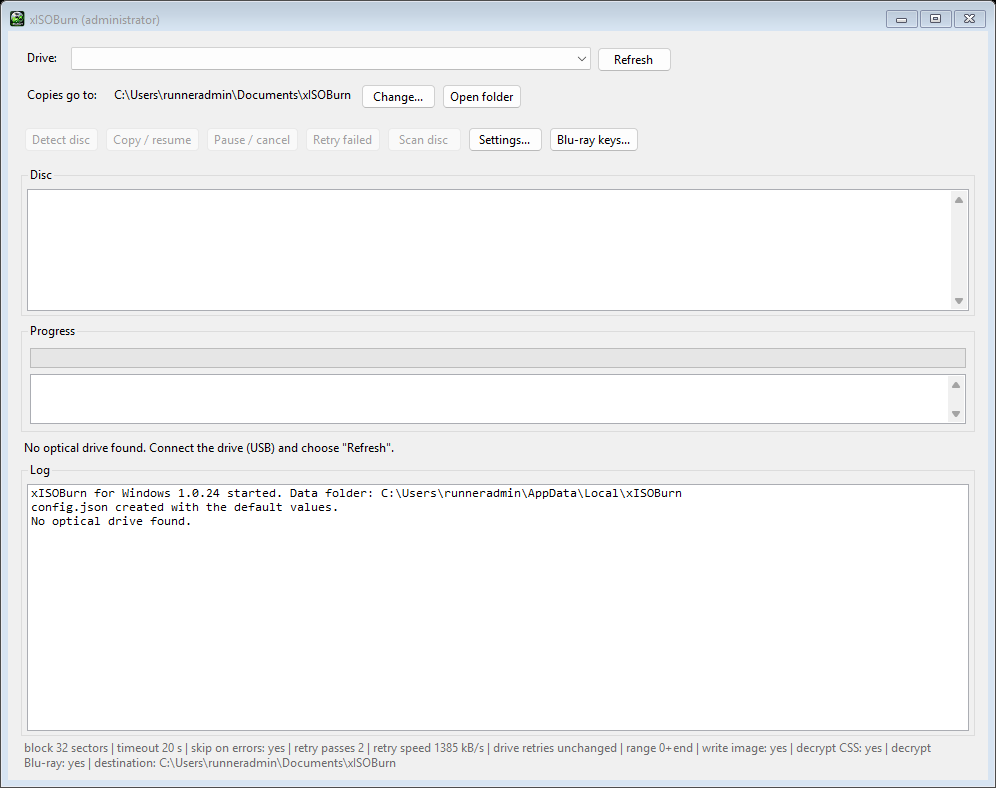 xISOBurn (administrator)
Drive:
Refresh
Copies go to: C:\Users\runneradmin\Documents\xISOBurn Change... Open folder
Detect disc Copy / resume Pause / cancel Retry failed Scan disc Settings... Blu-ray keys...
Disc
Progress
No optical drive found. Connect the drive (USB) and choose "Refresh".
Log
xISOBurn for Windows 1.0.24 started. Data folder: C:\Users\runneradmin\AppData\Local\xISOBurn
config.json created with the default values.
No optical drive found.
block 32 sectors | timeout 20 s | skip on errors: yes | retry passes 2 | retry speed 1385 kB/s | drive retries unchanged | range 0+end | write image: yes | decrypt CSS: yes | decrypt
Blu-ray: yes | destination: C:\Users\runneradmin\Documents\xISOBurn